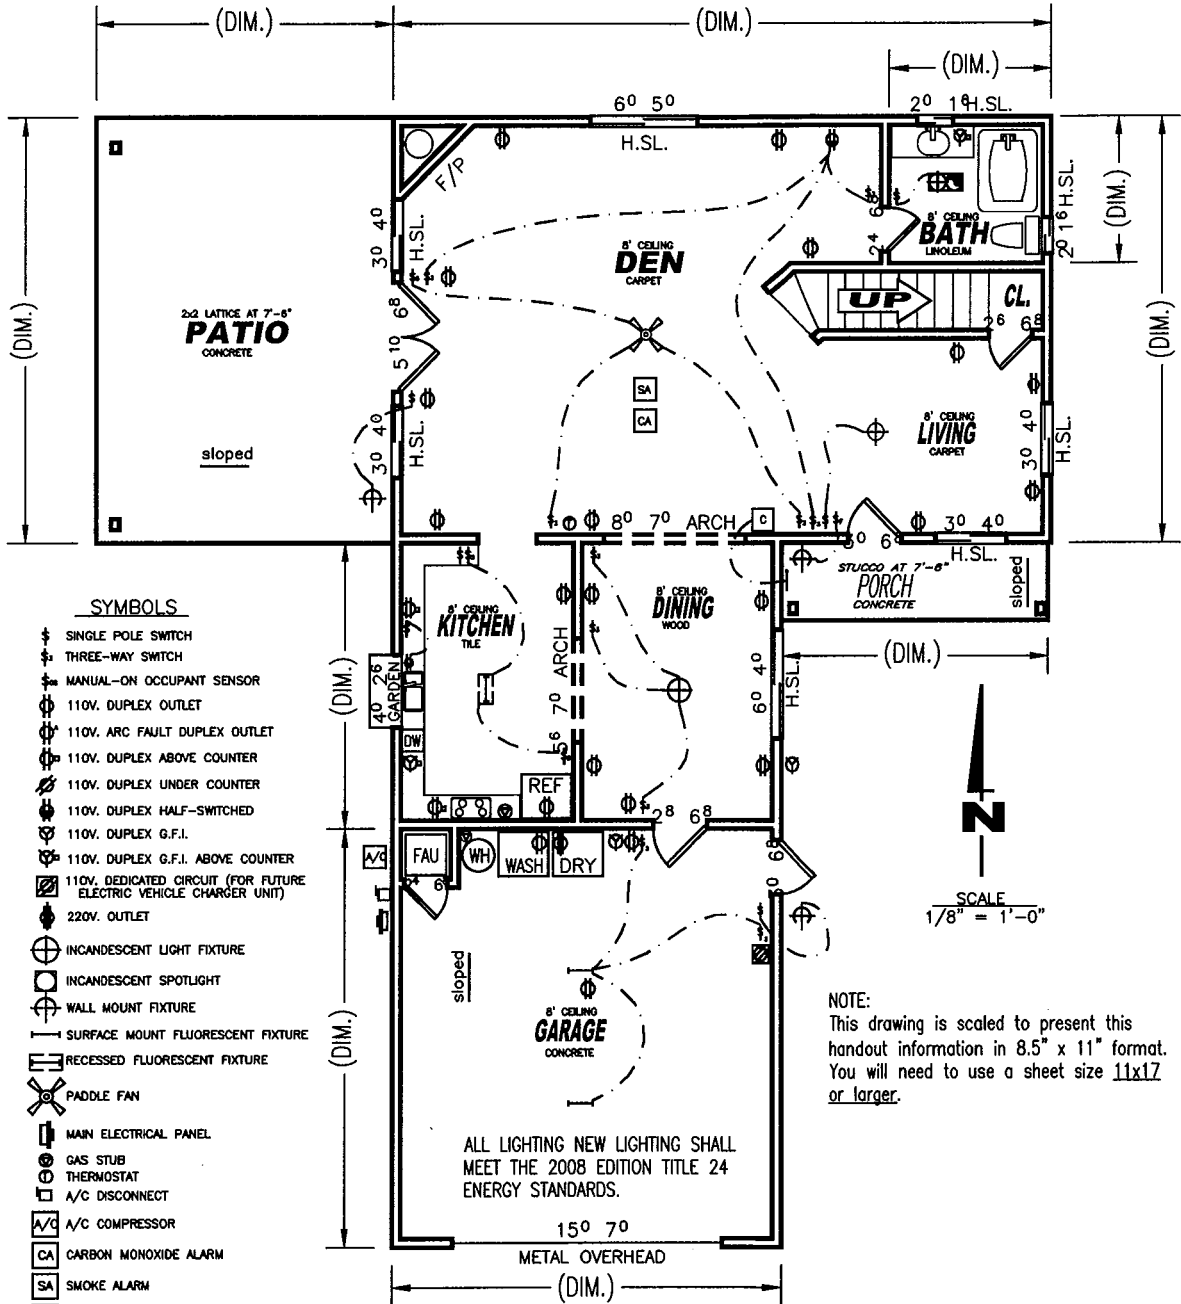 (DIM.)
(DIM.)
(DIM.)
6⁰ 5⁰
H.SL.
2⁰ 1⁶
H.SL.
F/P
3⁰ 4⁰
H.SL.
8' CEILING
DEN
CARPET
2⁴ 6⁸
8' CEILING
BATH
LINOLEUM
2⁰ 1⁶
H.SL.
(DIM.)
(DIM.)
(DIM.)
2x2 LATTICE AT 7'-6"
PATIO
CONCRETE
sloped
5¹⁰ 6⁸
UP
CL.
2⁶ 6⁸
SA
CA
3⁰ 4⁰
H.SL.
8' CEILING
LIVING
CARPET
3⁰ 4⁰
H.SL.
8⁰ 7⁰ ARCH
C
3⁰ 6⁸
3⁰ 4⁰
H.SL.
STUCCO AT 7'-6"
PORCH
CONCRETE
sloped
(DIM.)
8' CEILING
KITCHEN
TILE
8' CEILING
DINING
WOOD
(DIM.)
4⁰ 2⁶
GARDEN
DW
REF
5⁶ 7⁰ ARCH
6⁰ 4⁰
H.SL.
2⁸ 6⁸
A/C
FAU
WH
WASH
DRY
6⁸
N
SCALE
1/8" = 1'-0"
sloped
8' CEILING
GARAGE
CONCRETE
(DIM.)
ALL LIGHTING NEW LIGHTING SHALL
MEET THE 2008 EDITION TITLE 24
ENERGY STANDARDS.
15⁰ 7⁰
METAL OVERHEAD
(DIM.)
NOTE:
This drawing is scaled to present this
handout information in 8.5" x 11" format.
You will need to use a sheet size 11x17
or larger.
SYMBOLS
SINGLE POLE SWITCH
THREE-WAY SWITCH
MANUAL-ON OCCUPANT SENSOR
110V. DUPLEX OUTLET
110V. ARC FAULT DUPLEX OUTLET
110V. DUPLEX ABOVE COUNTER
110V. DUPLEX UNDER COUNTER
110V. DUPLEX HALF-SWITCHED
110V. DUPLEX G.F.I.
110V. DUPLEX G.F.I. ABOVE COUNTER
110V. DEDICATED CIRCUIT (FOR FUTURE
ELECTRIC VEHICLE CHARGER UNIT)
220V. OUTLET
INCANDESCENT LIGHT FIXTURE
INCANDESCENT SPOTLIGHT
WALL MOUNT FIXTURE
SURFACE MOUNT FLUORESCENT FIXTURE
RECESSED FLUORESCENT FIXTURE
PADDLE FAN
MAIN ELECTRICAL PANEL
GAS STUB
THERMOSTAT
A/C DISCONNECT
A/C A/C COMPRESSOR
CA CARBON MONOXIDE ALARM
SA SMOKE ALARM